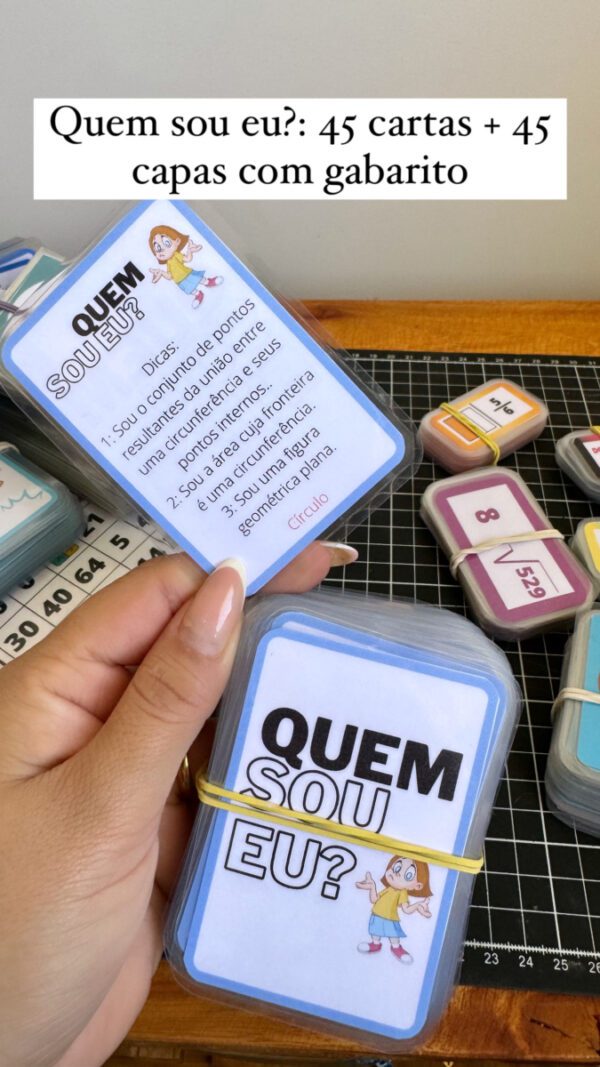 Quem sou eu?: 45 cartas + 45
capas com gabarito
QUEM
SOU EU?
Dicas:
1: Sou o conjunto de pontos
resultantes da união entre
uma circunferência e seus
pontos internos..
2: Sou a área cuja fronteira
é uma circunferência.
3: Sou uma figura
geométrica plana.
Círculo
5/6
8
√529
21
5 4
40 64
30
QUEM
SOU
EU?
23 24 25 26